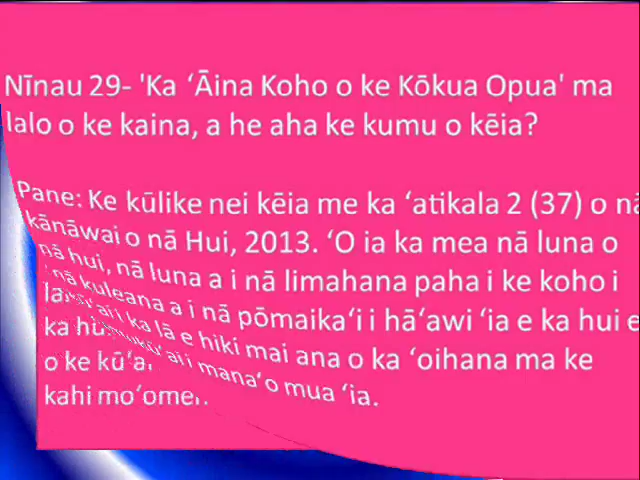 Nīnau 29- 'Ka ʻĀina Koho o ke Kōkua Opua' ma
lalo o ke kaina, a he aha ke kumu o kēia?
Pane: Ke kūlike nei kēia me ka ʻatikala 2 (37) o nā
kānāwai o nā Hui, 2013. ʻO ia ka mea nā luna o
nā hui, nā luna a i nā limahana paha i ke koho i
nā kuleana a i nā pōmaikaʻi i hāʻawi ʻia e ka hui e
i ka lā e hiki mai ana o ka ʻoihana ma ke
i manaʻo mua ʻia.
ka
o ke
kahi